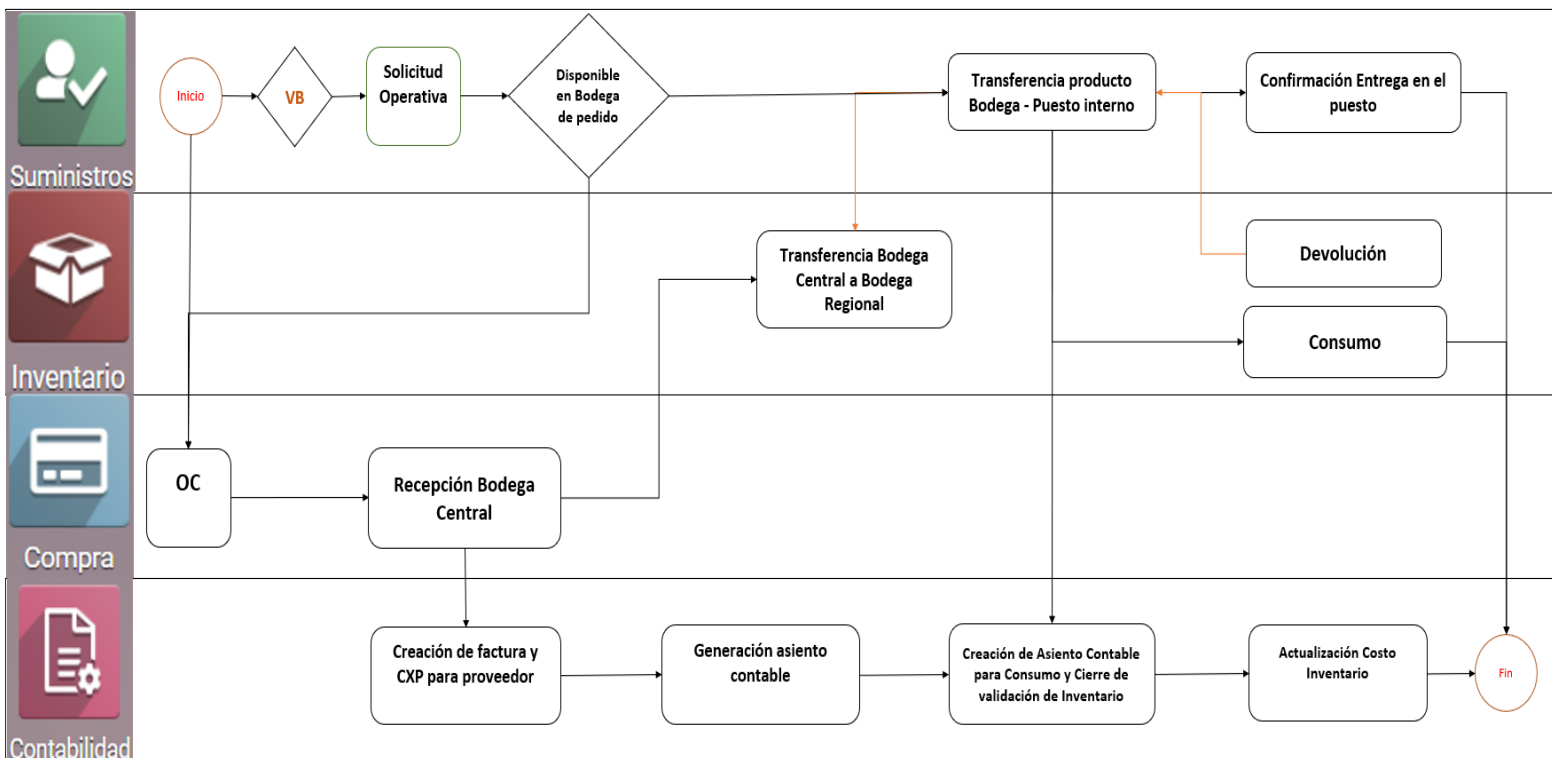 Inicio
VB
Solicitud
Operativa
Disponible
en Bodega
de pedido
Transferencia producto
Bodega - Puesto interno
Confirmación Entrega en el
puesto
Suministros
Transferencia Bodega
Central a Bodega
Regional
Devolución
Consumo
Inventario
OC
Recepción Bodega
Central
Compra
Creación de factura y
CXP para proveedor
Generación asiento
contable
Creación de Asiento Contable
para Consumo y Cierre de
validación de Inventario
Actualización Costo
Inventario
Fin
Contabilidad